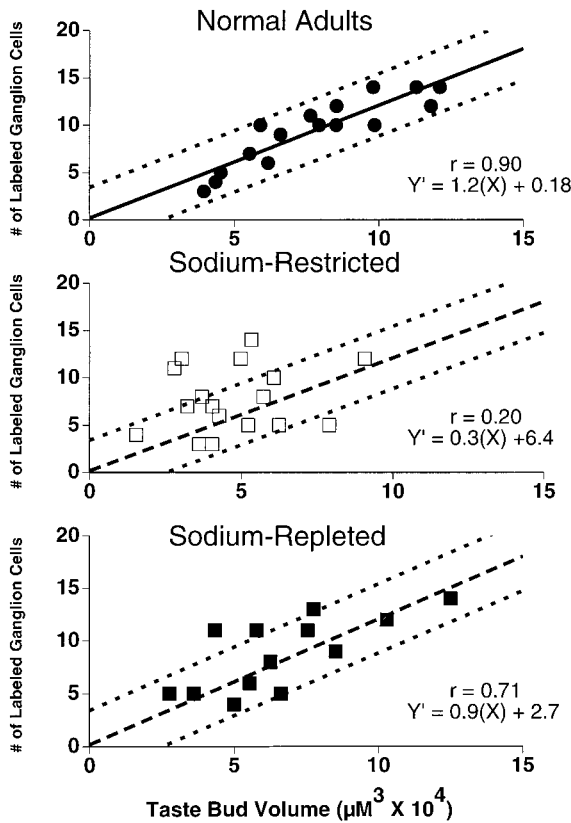 Normal Adults
# of Labeled Ganglion Cells
20
15
10
5
0
r = 0.90
Y' = 1.2(X) + 0.18
0 5 10 15
Sodium-Restricted
# of Labeled Ganglion Cells
20
15
10
5
0
r = 0.20
Y' = 0.3(X) +6.4
0 5 10 15
Sodium-Repleted
# of Labeled Ganglion Cells
20
15
10
5
0
r = 0.71
Y' = 0.9(X) + 2.7
0 5 10 15
Taste Bud Volume (µM³ X 10⁴)